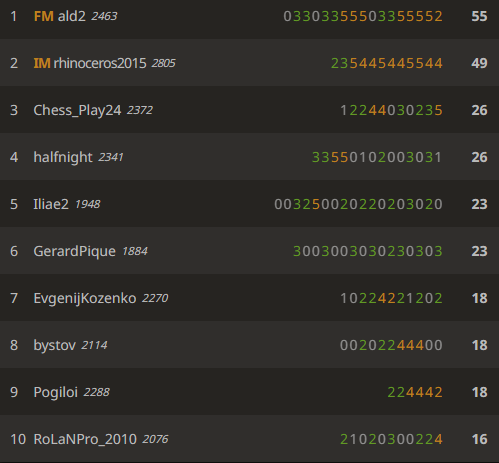 1 FM ald2 2463 03303355503355552 55
2 IM rhinoceros2015 2805 235445445544 49
3 Chess_Play24 2372 12244030235 26
4 halfnight 2341 33550102003031 26
5 Iliae2 1948 003250020220203020 23
6 GerardPique 1884 3003003030230303 23
7 EvgenijKozenko 2270 10224221202 18
8 bystov 2114 00202244400 18
9 Pogiloi 2288 224442 18
10 RoLaNPro_2010 2076 21020300224 16